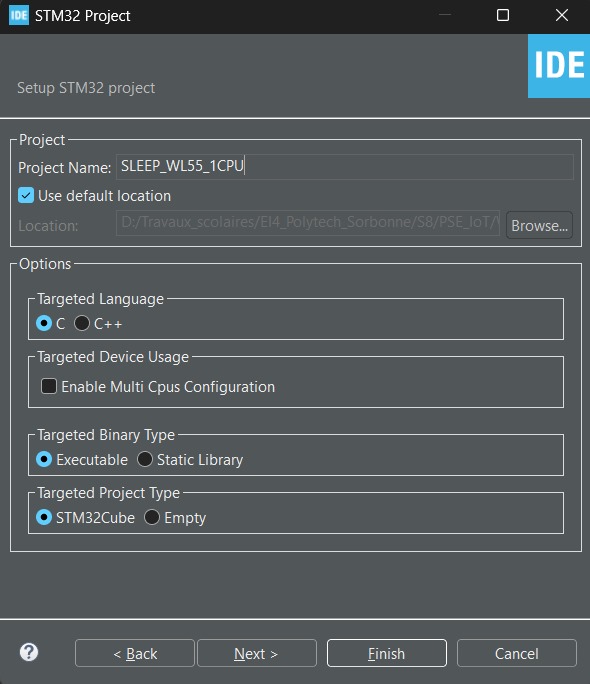 IDE STM32 Project
IDE
Setup STM32 project
Project
Project Name: SLEEP_WL55_1CPU
Use default location
Location: D:/Travaux_scolaires/EI4_Polytech_Sorbonne/S8/PSE_IoT/ Browse...
Options
Targeted Language
C C++
Targeted Device Usage
Enable Multi Cpus Configuration
Targeted Binary Type
Executable Static Library
Targeted Project Type
STM32Cube Empty
? < Back Next > Finish Cancel